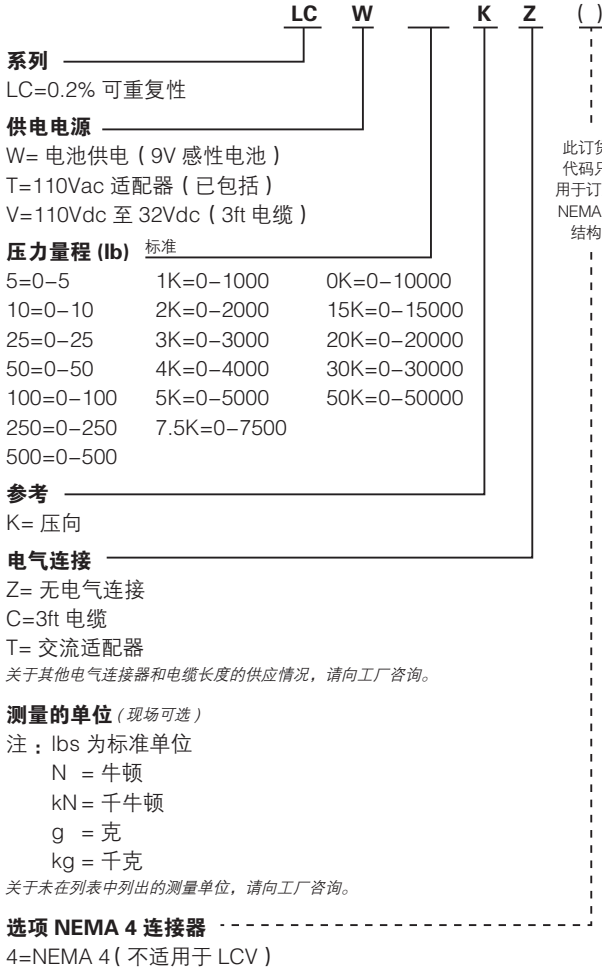 LC W K Z ( )
系列
LC=0.2% 可重复性
供电电源
W= 电池供电（9V 感性电池）
T=110Vac 适配器（已包括）
V=110Vdc 至 32Vdc（3ft 电缆）
此订货
代码只
用于订
NEMA
结构
压力量程 (lb) 标准
5=0–5 1K=0–1000 0K=0–10000
10=0–10 2K=0–2000 15K=0–15000
25=0–25 3K=0–3000 20K=0–20000
50=0–50 4K=0–4000 30K=0–30000
100=0–100 5K=0–5000 50K=0–50000
250=0–250 7.5K=0–7500
500=0–500
参考
K= 压向
电气连接
Z= 无电气连接
C=3ft 电缆
T= 交流适配器
关于其他电气连接器和电缆长度的供应情况，请向工厂咨询。
测量的单位（现场可选）
注：lbs 为标准单位
N = 牛顿
kN = 千牛顿
g = 克
kg = 千克
关于未在列表中列出的测量单位，请向工厂咨询。
选项 NEMA 4 连接器
4=NEMA 4（不适用于 LCV）